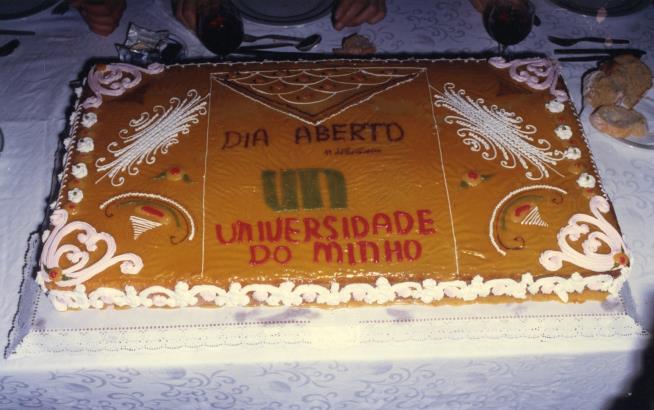 DIA ABERTO
UM
UNIVERSIDADE
DO MINHO